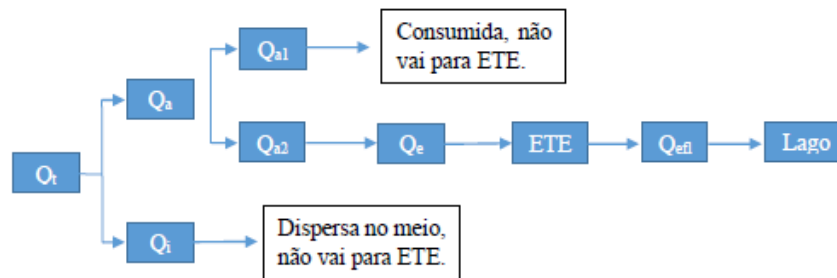 Qa1
Consumida, não
vai para ETE.
Qa
Qt
Qa2
Qe
ETE
Qefl
Lago
Qi
Dispersa no meio,
não vai para ETE.